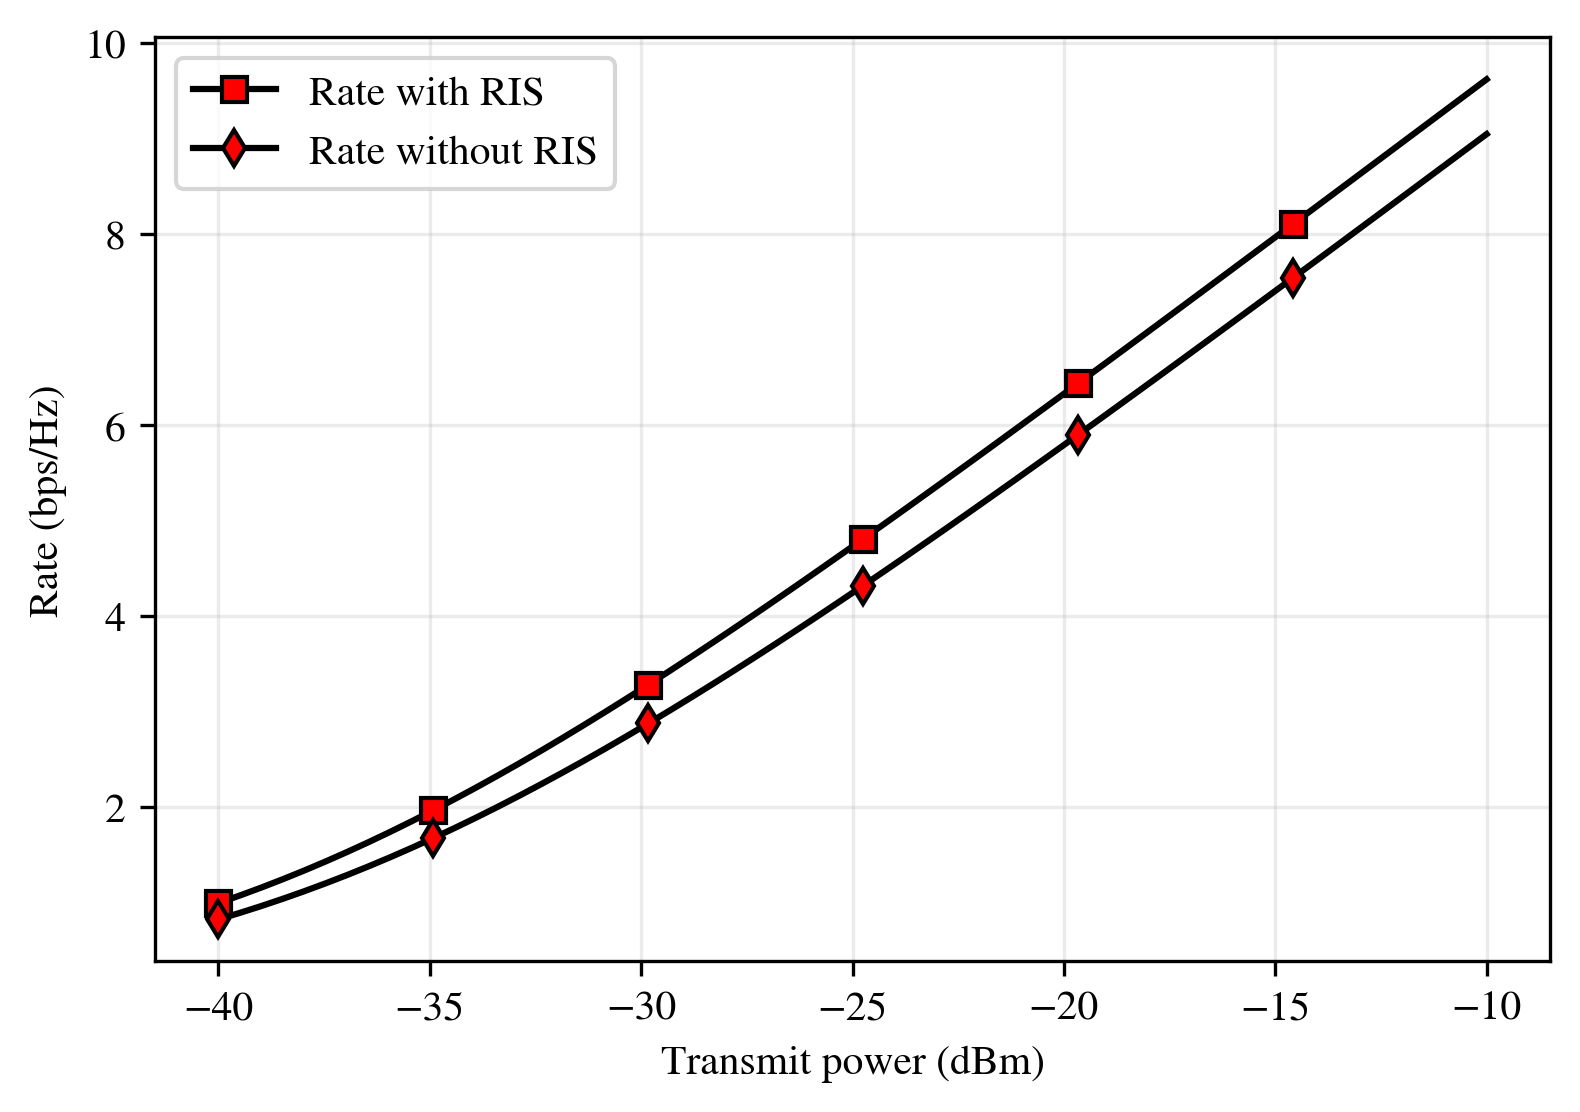 10
8
6
4
2
Rate (bps/Hz)
Rate with RIS
Rate without RIS
−40 −35 −30 −25 −20 −15 −10
Transmit power (dBm)